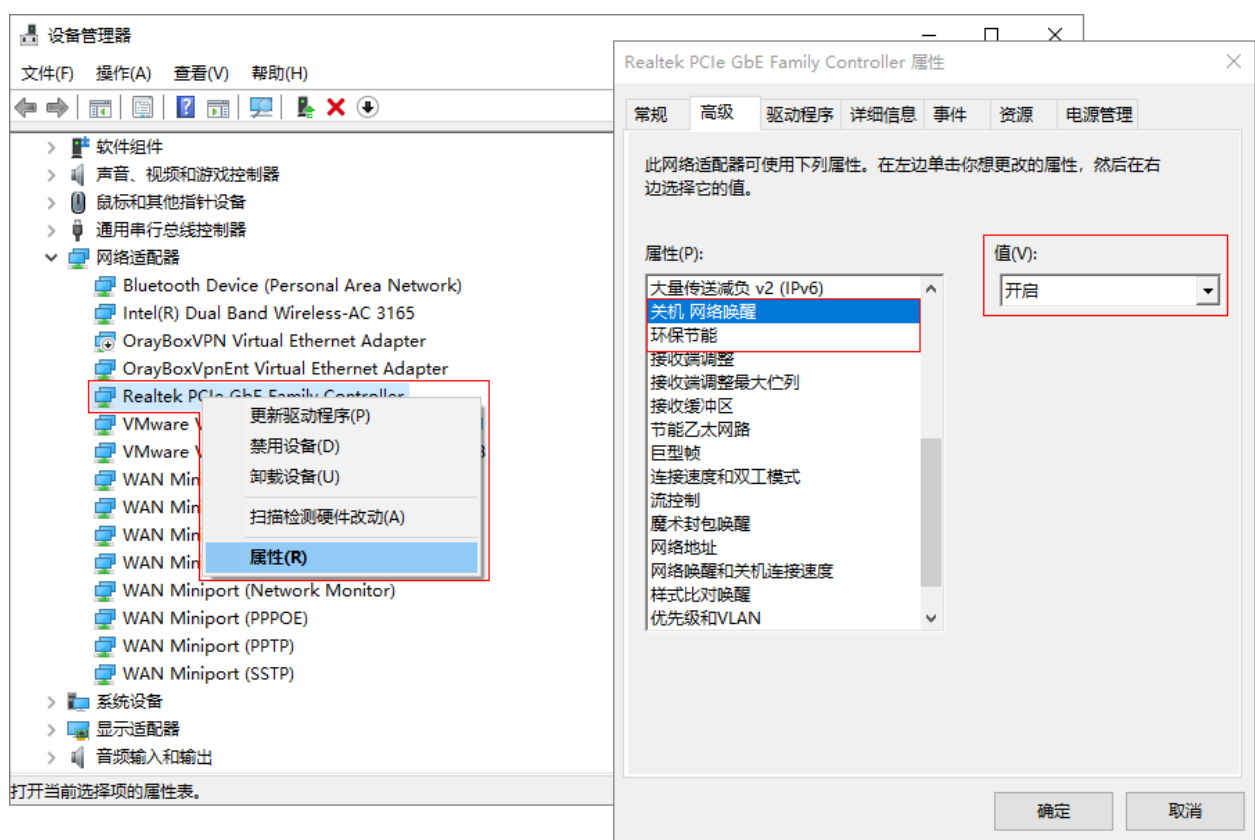 设备管理器
文件(F) 操作(A) 查看(V) 帮助(H)
软件组件
声音、视频和游戏控制器
鼠标和其他指针设备
通用串行总线控制器
网络适配器
Bluetooth Device (Personal Area Network)
Intel(R) Dual Band Wireless-AC 3165
OrayBoxVPN Virtual Ethernet Adapter
OrayBoxVpnEnt Virtual Ethernet Adapter
Realtek PCIe GbE Family Controller
VMware
VMware
WAN Min
WAN Min
WAN Min
WAN Min
WAN Miniport (Network Monitor)
WAN Miniport (PPPOE)
WAN Miniport (PPTP)
WAN Miniport (SSTP)
系统设备
显示适配器
音频输入和输出
打开当前选择项的属性表。
更新驱动程序(P)
禁用设备(D)
卸载设备(U)
扫描检测硬件改动(A)
属性(R)
Realtek PCIe GbE Family Controller 属性
常规 高级 驱动程序 详细信息 事件 资源 电源管理
此网络适配器可使用下列属性。在左边单击你想更改的属性，然后在右
边选择它的值。
属性(P):
值(V):
大量传送减负 v2 (IPv6)
关机 网络唤醒
环保节能
接收端调整
接收端调整最大伫列
接收缓冲区
节能乙太网路
巨型帧
连接速度和双工模式
流控制
魔术封包唤醒
网络地址
网络唤醒和关机连接速度
样式比对唤醒
优先级和VLAN
开启
确定 取消